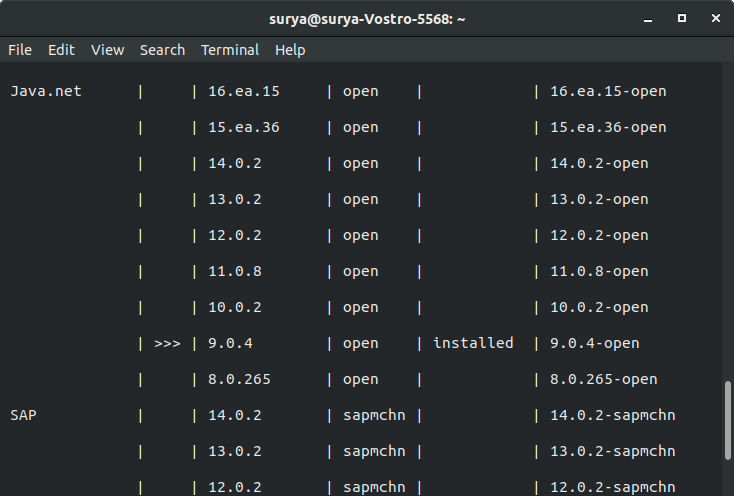 surya@surya-Vostro-5568: ~
File Edit View Search Terminal Help
Java.net | | 16.ea.15 | open | | 16.ea.15-open
| | 15.ea.36 | open | | 15.ea.36-open
| | 14.0.2 | open | | 14.0.2-open
| | 13.0.2 | open | | 13.0.2-open
| | 12.0.2 | open | | 12.0.2-open
| | 11.0.8 | open | | 11.0.8-open
| | 10.0.2 | open | | 10.0.2-open
| >>> | 9.0.4 | open | installed | 9.0.4-open
| | 8.0.265 | open | | 8.0.265-open
SAP | | 14.0.2 | sapmchn | | 14.0.2-sapmchn
| | 13.0.2 | sapmchn | | 13.0.2-sapmchn
| | 12.0.2 | sapmchn | | 12.0.2-sapmchn